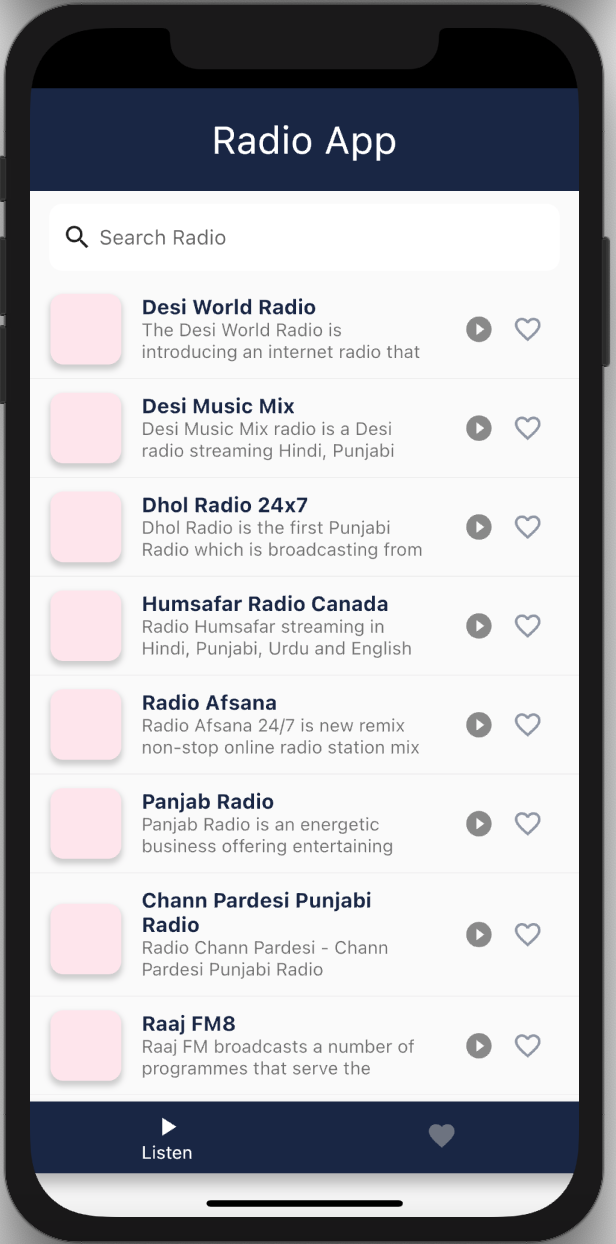 Radio App
Search Radio
Desi World Radio
The Desi World Radio is
introducing an internet radio that
Desi Music Mix
Desi Music Mix radio is a Desi
radio streaming Hindi, Punjabi
Dhol Radio 24x7
Dhol Radio is the first Punjabi
Radio which is broadcasting from
Humsafar Radio Canada
Radio Humsafar streaming in
Hindi, Punjabi, Urdu and English
Radio Afsana
Radio Afsana 24/7 is new remix
non-stop online radio station mix
Panjab Radio
Panjab Radio is an energetic
business offering entertaining
Chann Pardesi Punjabi
Radio
Radio Chann Pardesi - Chann
Pardesi Punjabi Radio
Raaj FM8
Raaj FM broadcasts a number of
programmes that serve the
Listen